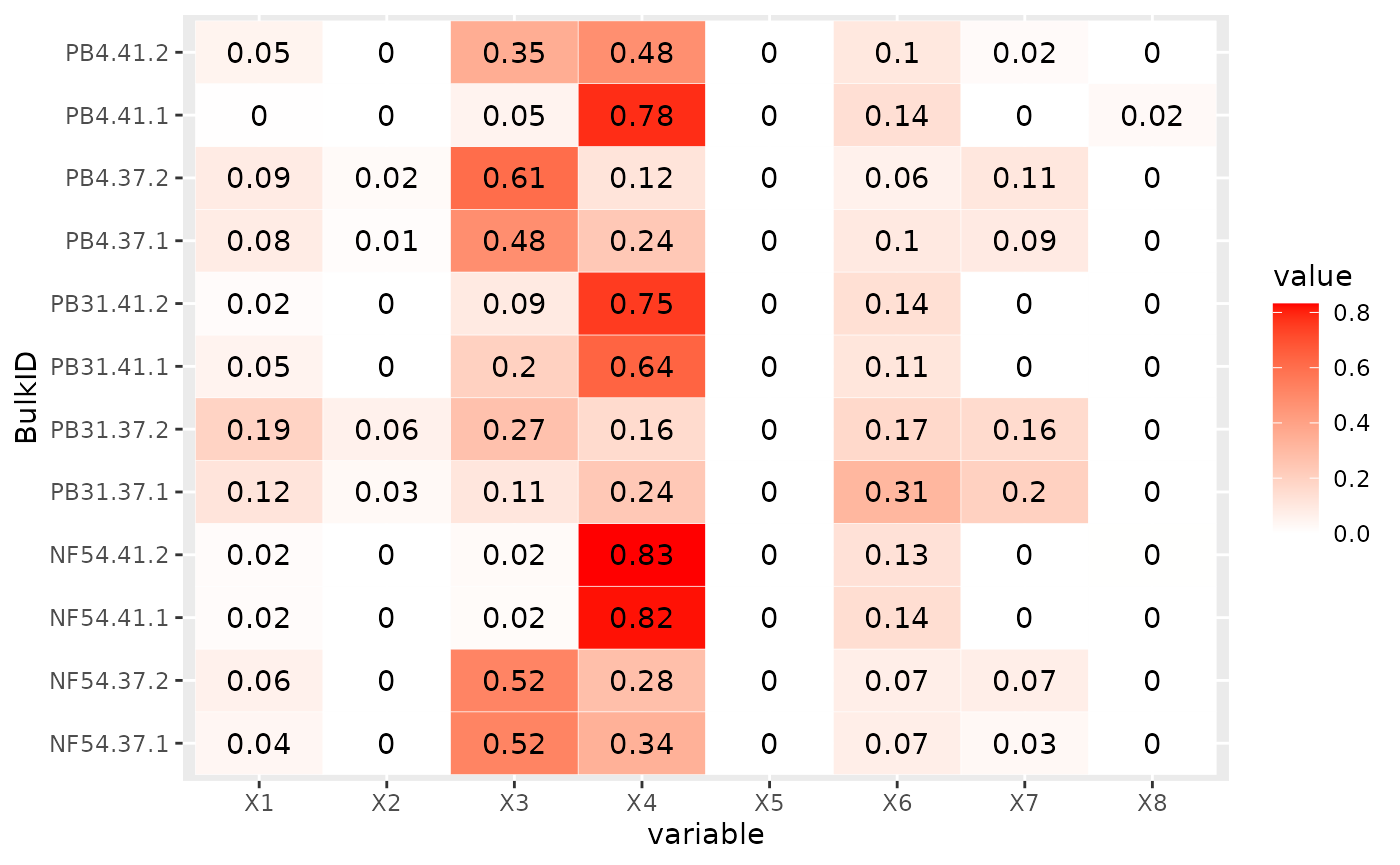 PB4.41.2 0.05 0 0.35 0.48 0 0.1 0.02 0
PB4.41.1 0 0 0.05 0.78 0 0.14 0 0.02
PB4.37.2 0.09 0.02 0.61 0.12 0 0.06 0.11 0
PB4.37.1 0.08 0.01 0.48 0.24 0 0.1 0.09 0
PB31.41.2 0.02 0 0.09 0.75 0 0.14 0 0
PB31.41.1 0.05 0 0.2 0.64 0 0.11 0 0
PB31.37.2 0.19 0.06 0.27 0.16 0 0.17 0.16 0
PB31.37.1 0.12 0.03 0.11 0.24 0 0.31 0.2 0
NF54.41.2 0.02 0 0.02 0.83 0 0.13 0 0
NF54.41.1 0.02 0 0.02 0.82 0 0.14 0 0
NF54.37.2 0.06 0 0.52 0.28 0 0.07 0.07 0
NF54.37.1 0.04 0 0.52 0.34 0 0.07 0.03 0
X1 X2 X3 X4 X5 X6 X7 X8
variable
BulkID
value
0.8
0.6
0.4
0.2
0.0